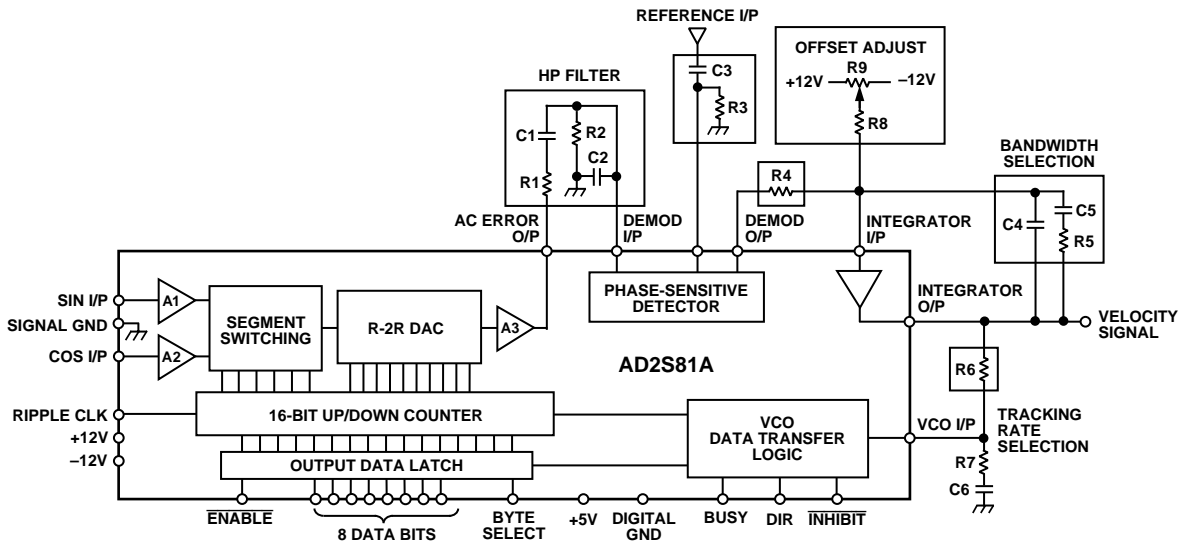 REFERENCE I/P
HP FILTER
C1
R2
C2
R1
C3
R3
OFFSET ADJUST
R9
+12V
–12V
R8
BANDWIDTH
SELECTION
C4
C5
R5
R4
AC ERROR
O/P
DEMOD
I/P
DEMOD
O/P
INTEGRATOR
I/P
SIN I/P
SIGNAL GND
COS I/P
RIPPLE CLK
+12V
–12V
A1
A2
SEGMENT
SWITCHING
R-2R DAC
A3
PHASE-SENSITIVE
DETECTOR
AD2S81A
INTEGRATOR
O/P
VELOCITY
SIGNAL
R6
VCO I/P
TRACKING
RATE
SELECTION
R7
C6
16-BIT UP/DOWN COUNTER
OUTPUT DATA LATCH
VCO
DATA TRANSFER
LOGIC
ENABLE
8 DATA BITS
BYTE
SELECT
+5V
DIGITAL
GND
BUSY
DIR
INHIBIT